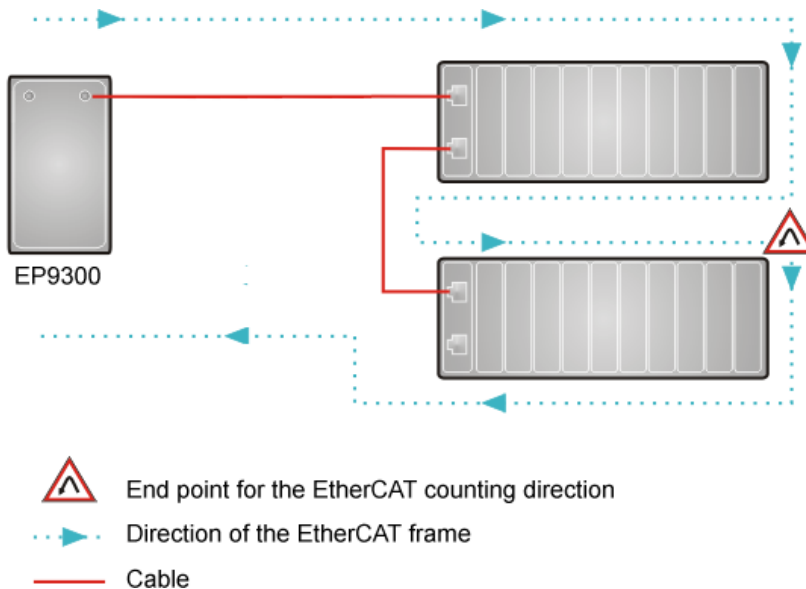 EP9300
End point for the EtherCAT counting direction
Direction of the EtherCAT frame
Cable